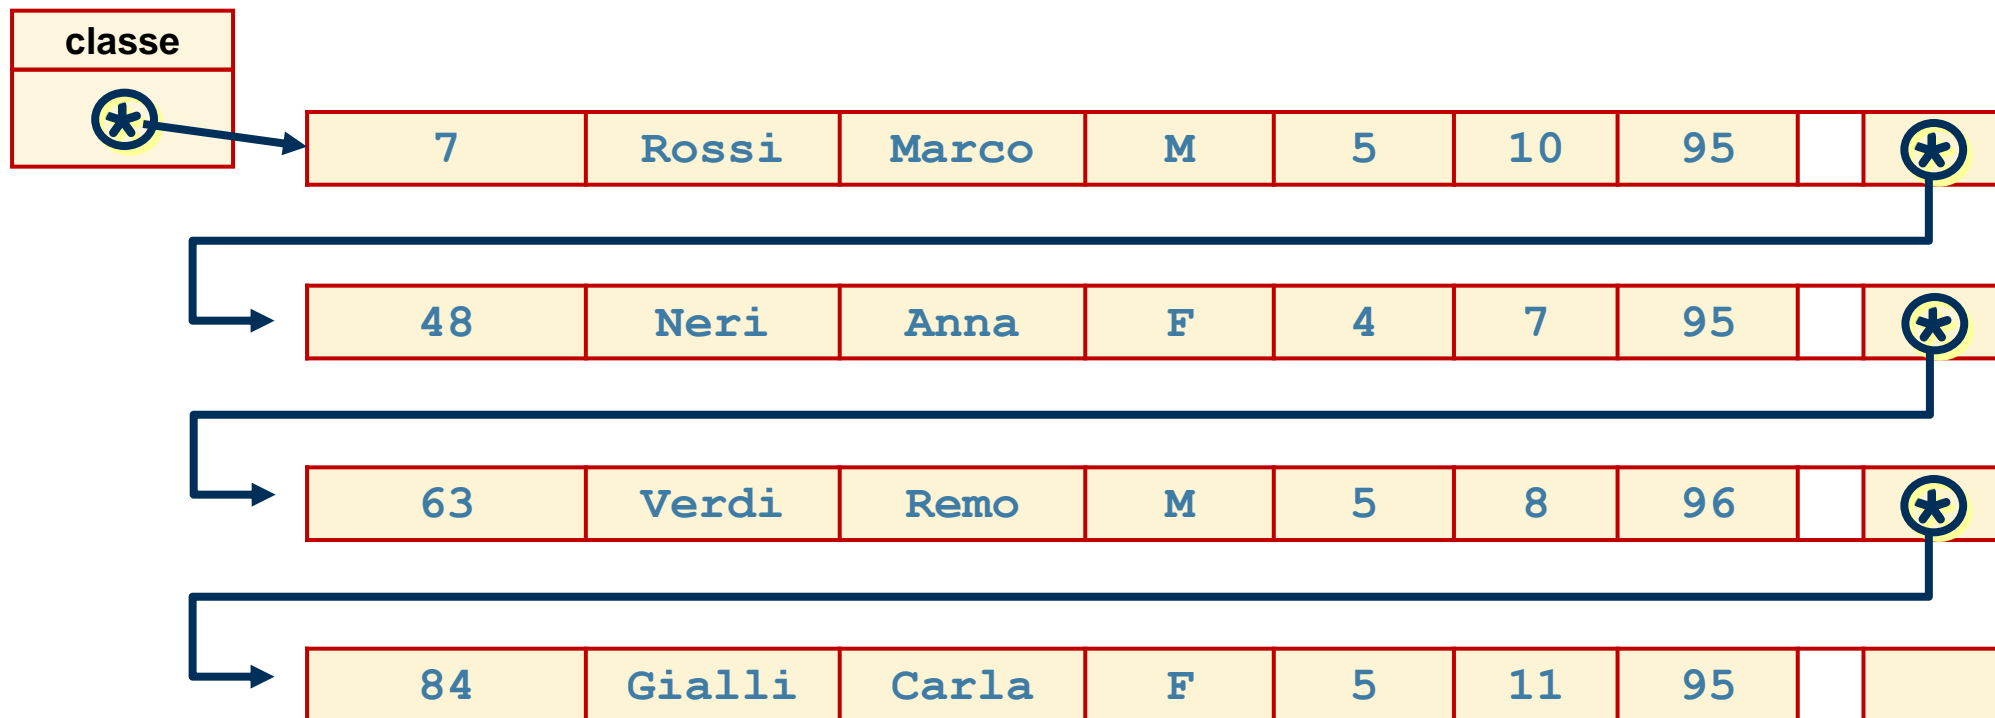 classe
*
7 Rossi Marco M 5 10 95 *
48 Neri Anna F 4 7 95 *
63 Verdi Remo M 5 8 96 *
84 Gialli Carla F 5 11 95